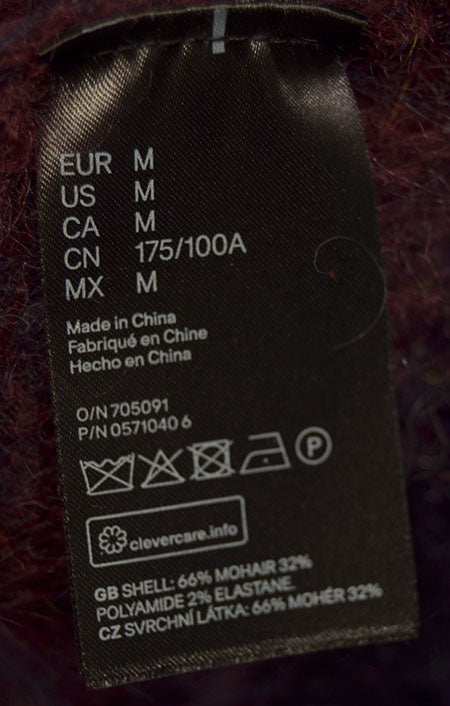 EUR M
US M
CA M
CN 175/100A
MX M
Made in China
Fabriqué en Chine
Hecho en China
O/N 705091
P/N 0571040 6
P
clevercare.info
GB SHELL: 66% MOHAIR 32%
POLYAMIDE 2% ELASTANE.
CZ SVRCHNÍ LÁTKA: 66% MOHÉR 32%